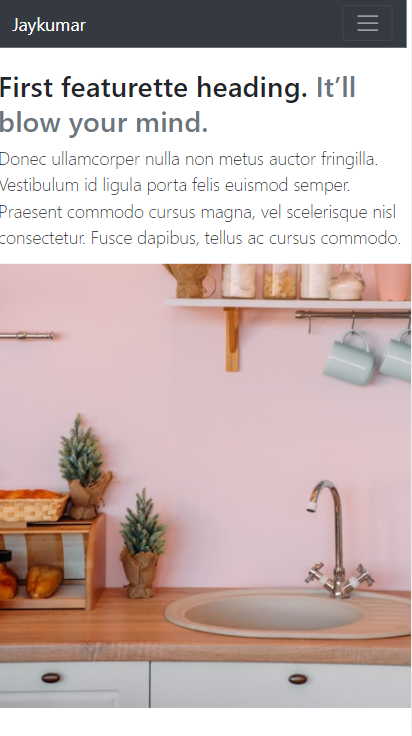 Jaykumar
First featurette heading. It’ll
blow your mind.
Donec ullamcorper nulla non metus auctor fringilla.
Vestibulum id ligula porta felis euismod semper.
Praesent commodo cursus magna, vel scelerisque nisl
consectetur. Fusce dapibus, tellus ac cursus commodo.